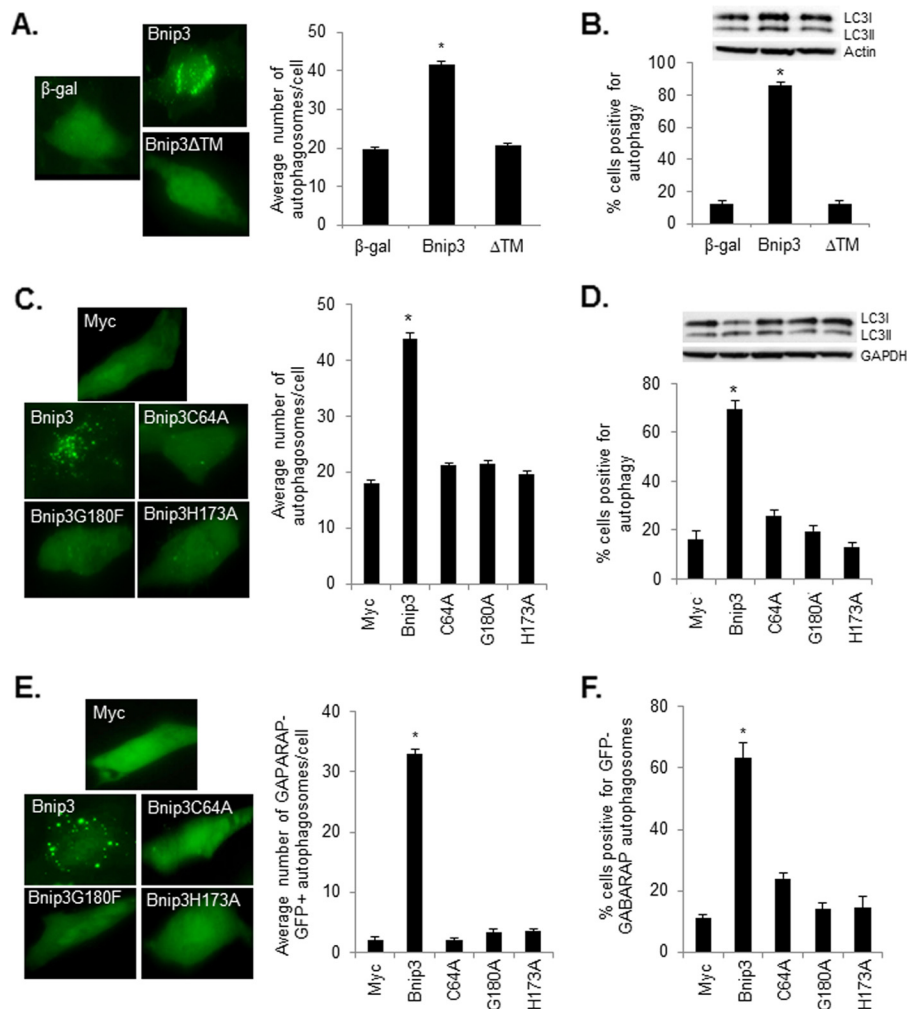 A.
β-gal
Bnip3
Bnip3ΔTM
Average number of
autophagosomes/cell
50
40
30
20
10
0
*
β-gal
Bnip3
ΔTM
B.
LC3I
LC3II
Actin
% cells positive for
autophagy
100
80
60
40
20
0
*
β-gal
Bnip3
ΔTM
C.
Myc
Bnip3
Bnip3C64A
Bnip3G180F
Bnip3H173A
Average number of
autophagosomes/cell
50
40
30
20
10
0
*
Myc
Bnip3
C64A
G180A
H173A
D.
LC3I
LC3II
GAPDH
% cells positive for
autophagy
80
60
40
20
0
*
Myc
Bnip3
C64A
G180A
H173A
E.
Myc
Bnip3
Bnip3C64A
Bnip3G180F
Bnip3H173A
Average number of GAPARAP-
GFP+ autophagosomes/cell
40
30
20
10
0
*
Myc
Bnip3
C64A
G180A
H173A
F.
% cells positive for GFP-
GABARAP autophagosomes
80
60
40
20
0
*
Myc
Bnip3
C64A
G180A
H173A